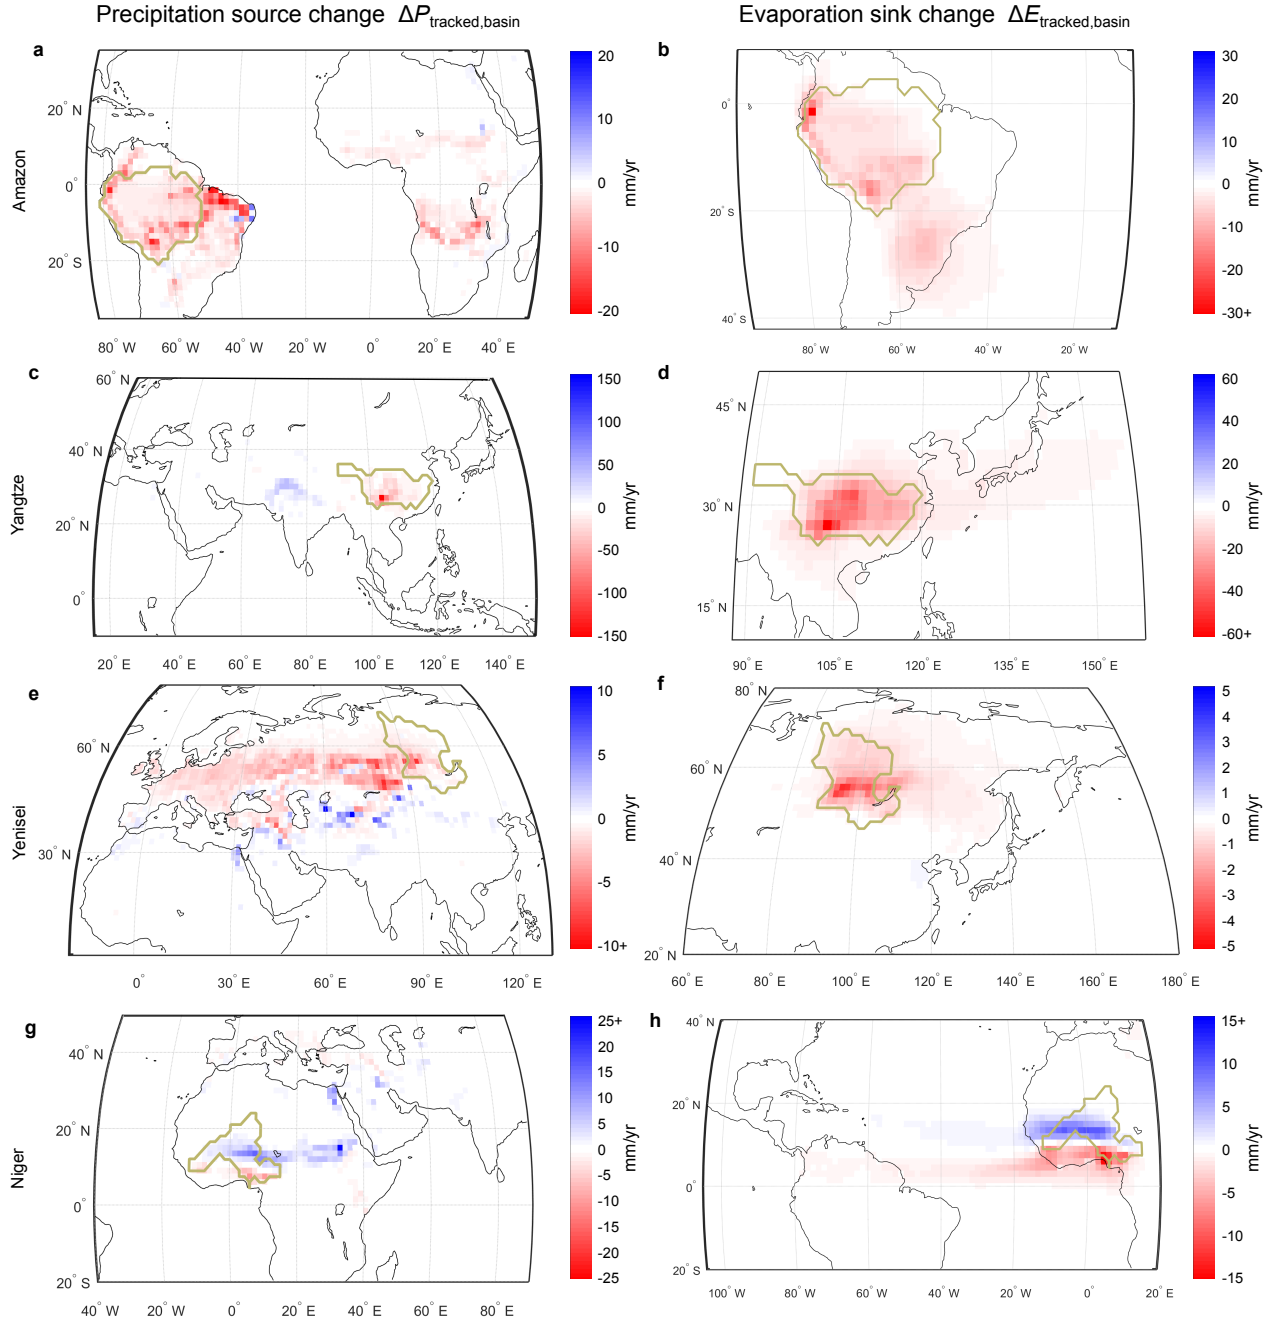 Precipitation source change ΔP tracked,basin
Evaporation sink change ΔE tracked,basin
a
20° N
0°
20° S
80° W 60° W 40° W 20° W 0° 20° E 40° E
20
10
0
-10
-20
mm/yr
Amazon
b
0°
20° S
40° S
80° W 60° W 40° W 20° W
30
20
10
0
-10
-20
-30+
mm/yr
c
60° N
40° N
20° N
0°
20° E 40° E 60° E 80° E 100° E 120° E 140° E
150
100
50
0
-50
-100
-150
mm/yr
Yangtze
d
45° N
30° N
15° N
90° E 105° E 120° E 135° E 150° E
60
40
20
0
-20
-40
-60+
mm/yr
e
60° N
30° N
0° 30° E 60° E 90° E 120° E
10
5
0
-5
-10+
mm/yr
Yenisei
f
80° N
60° N
40° N
20° N
60° E 80° E 100° E 120° E 140° E 160° E 180° E
5
4
3
2
1
0
-1
-2
-3
-4
-5
mm/yr
g
40° N
20° N
0°
20° S
40° W 20° W 0° 20° E 40° E 60° E 80° E
25+
20
15
10
5
0
-5
-10
-15
-20
-25
mm/yr
Niger
h
40° N
20° N
0°
20° S
100° W 80° W 60° W 40° W 20° W 0° 20° E
15+
10
5
0
-5
-10
-15
mm/yr